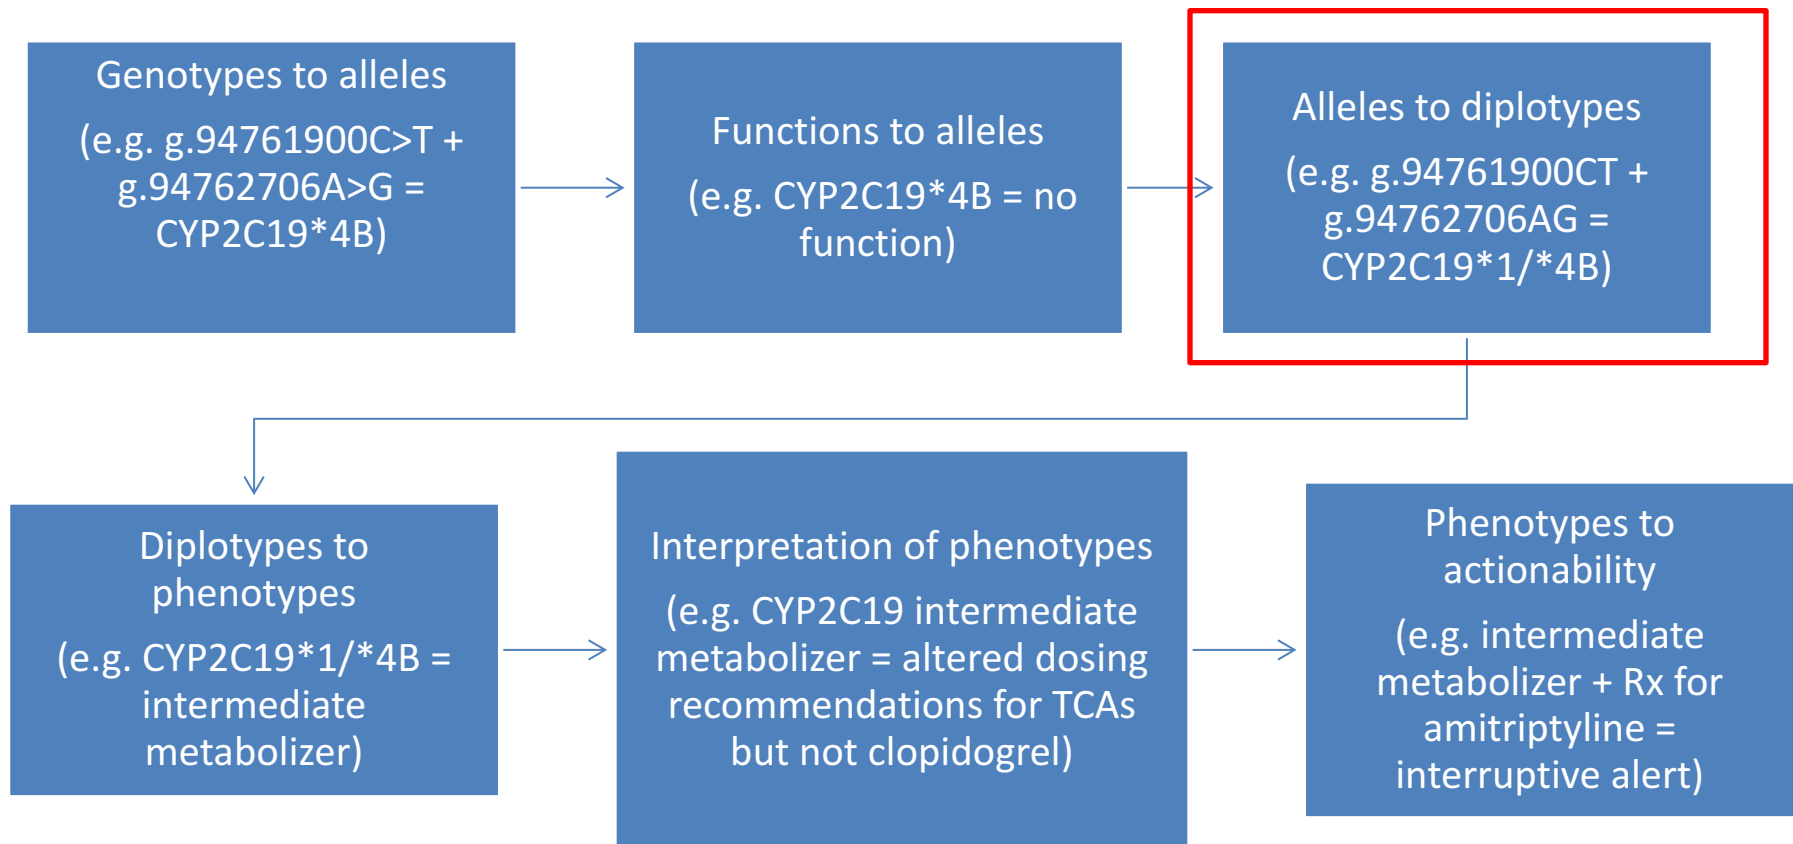 Genotypes to alleles
(e.g. g.94761900C>T +
g.94762706A>G =
CYP2C19*4B)
Functions to alleles
(e.g. CYP2C19*4B = no
function)
Alleles to diplotypes
(e.g. g.94761900CT +
g.94762706AG =
CYP2C19*1/*4B)
Diplotypes to
phenotypes
(e.g. CYP2C19*1/*4B =
intermediate
metabolizer)
Interpretation of phenotypes
(e.g. CYP2C19 intermediate
metabolizer = altered dosing
recommendations for TCAs
but not clopidogrel)
Phenotypes to
actionability
(e.g. intermediate
metabolizer + Rx for
amitriptyline =
interruptive alert)